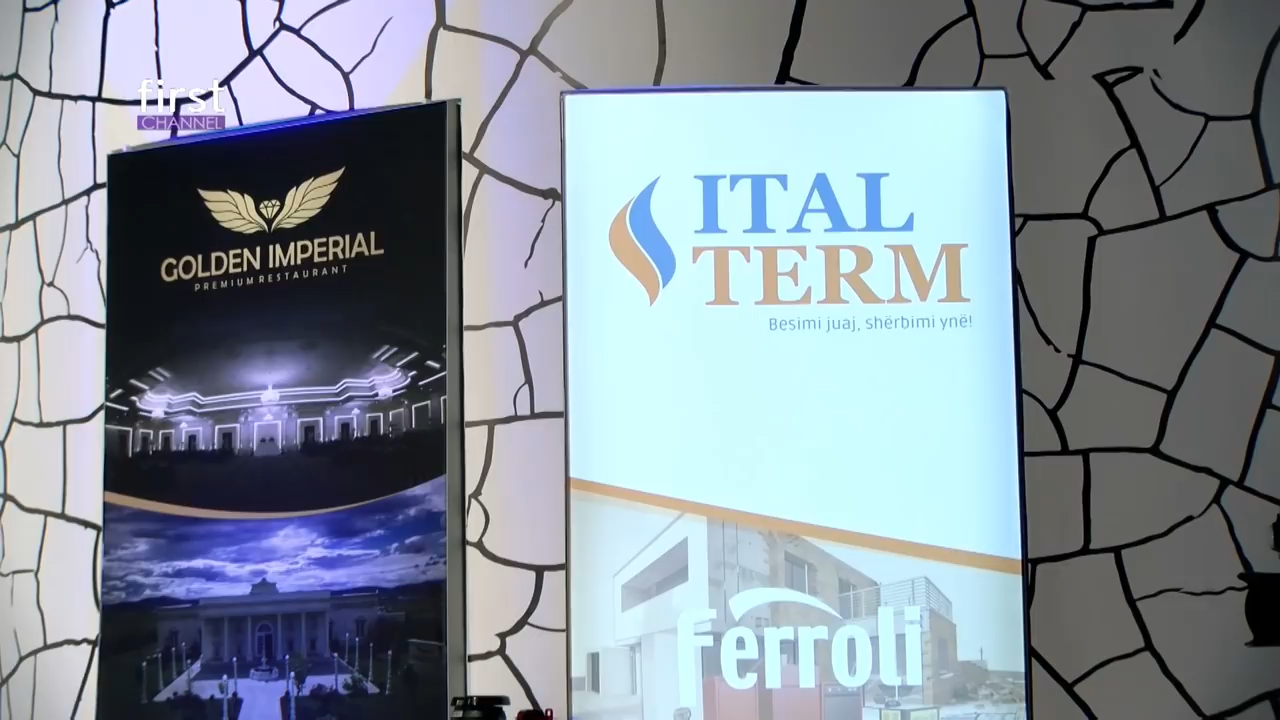 first
CHANNEL
GOLDEN IMPERIAL
PREMIUM RESTAURANT
ITAL
TERM
Besimi juaj, shërbimi ynë!
Ferroli